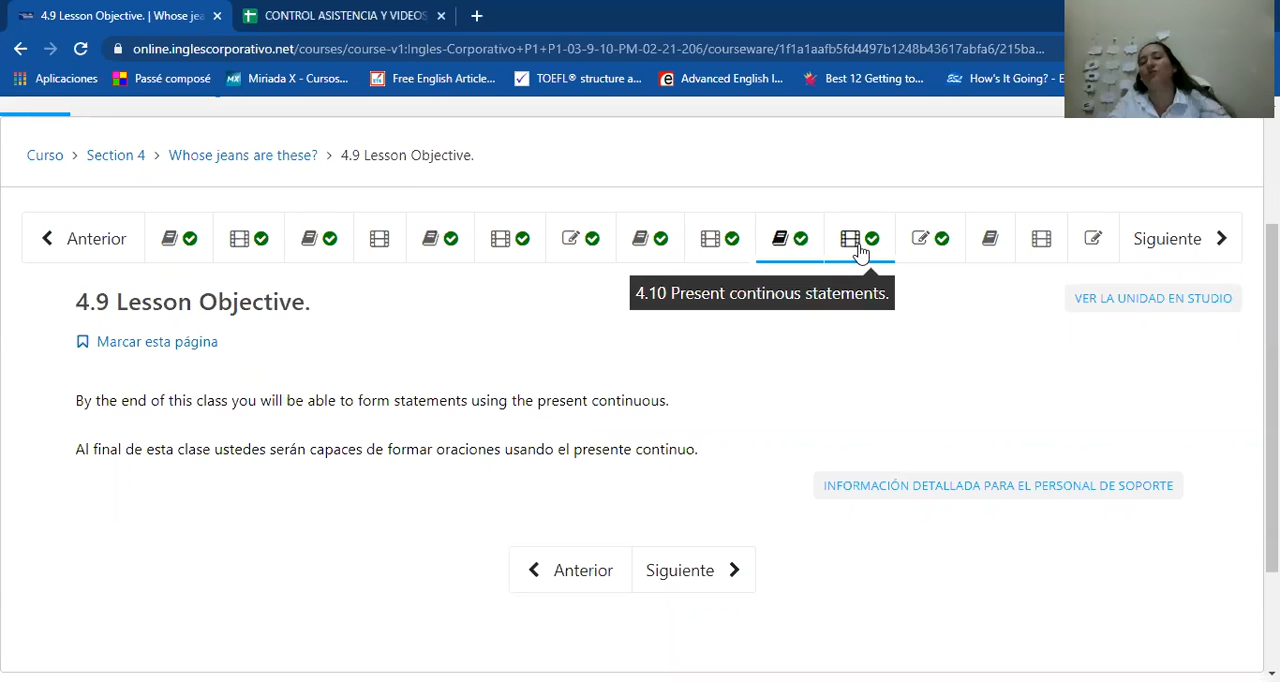 4.9 Lesson Objective. | Whose jea
CONTROL ASISTENCIA Y VIDEOS
online.inglescorporativo.net/courses/course-v1:Ingles-Corporativo+P1+P1-03-9-10-PM-02-21-206/courseware/1f1a1aafb5fd4497b1248b43617abfa6/215ba...
Aplicaciones
Passé composé
Miriada X - Cursos...
Free English Article...
TOEFL® structure a...
Advanced English l...
Best 12 Getting to...
How's It Going? - E
Curso > Section 4 > Whose jeans are these? > 4.9 Lesson Objective.
Anterior
Siguiente
4.10 Present continous statements.
4.9 Lesson Objective.
VER LA UNIDAD EN STUDIO
Marcar esta página
By the end of this class you will be able to form statements using the present continuous.
Al final de esta clase ustedes serán capaces de formar oraciones usando el presente continuo.
INFORMACIÓN DETALLADA PARA EL PERSONAL DE SOPORTE
Anterior
Siguiente